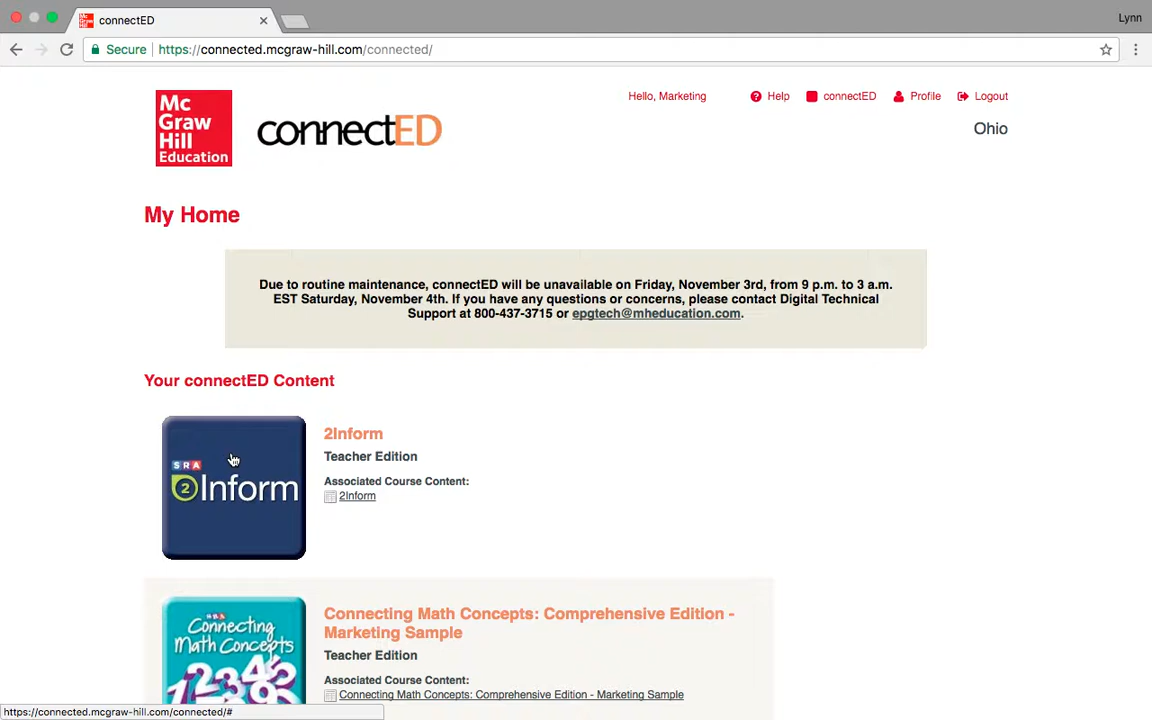 connectED
Lynn
Secure https://connected.mcgraw-hill.com/connected/
Mc
Graw
Hill
Education
connectED
Hello, Marketing
Help
connectED
Profile
Logout
Ohio
My Home
Due to routine maintenance, connectED will be unavailable on Friday, November 3rd, from 9 p.m. to 3 a.m.
EST Saturday, November 4th. If you have any questions or concerns, please contact Digital Technical
Support at 800-437-3715 or epgtech@mheducation.com.
Your connectED Content
SRA
2Inform
2Inform
Teacher Edition
Associated Course Content:
2Inform
SRA
Connecting
Math Concepts
Connecting Math Concepts: Comprehensive Edition -
Marketing Sample
Teacher Edition
Associated Course Content:
Connecting Math Concepts: Comprehensive Edition - Marketing Sample
https://connected.mcgraw-hill.com/connected/#